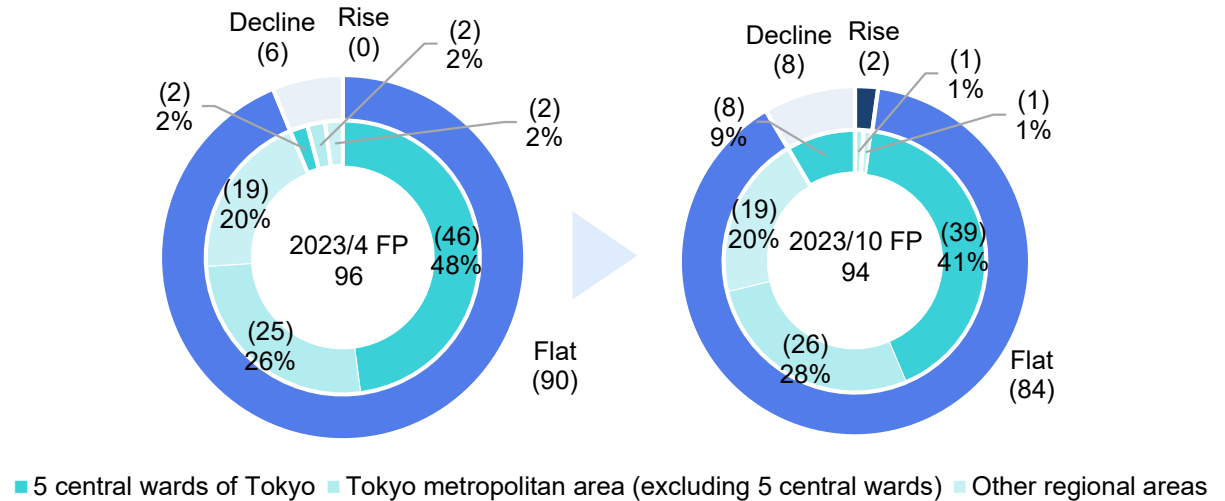 Decline
(6)
Rise
(0)
(2)
2%
(2)
2%
(2)
2%
(19)
20%
(46)
48%
(25)
26%
2023/4 FP
96
Flat
(90)
Decline
(8)
Rise
(2)
(1)
1%
(1)
1%
(8)
9%
(19)
20%
(39)
41%
(26)
28%
2023/10 FP
94
Flat
(84)
5 central wards of Tokyo
Tokyo metropolitan area (excluding 5 central wards)
Other regional areas